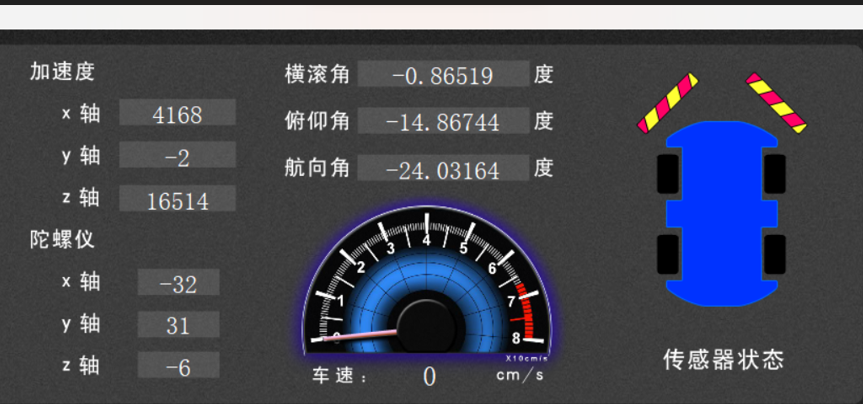 加速度
x 轴 4168
y 轴 -2
z 轴 16514
陀螺仪
x 轴 -32
y 轴 31
z 轴 -6
横滚角 -0.86519 度
俯仰角 -14.86744 度
航向角 -24.03164 度
0 1 2 3 4 5 6 7 8
X10cm/s
车速： 0 cm/s
传感器状态